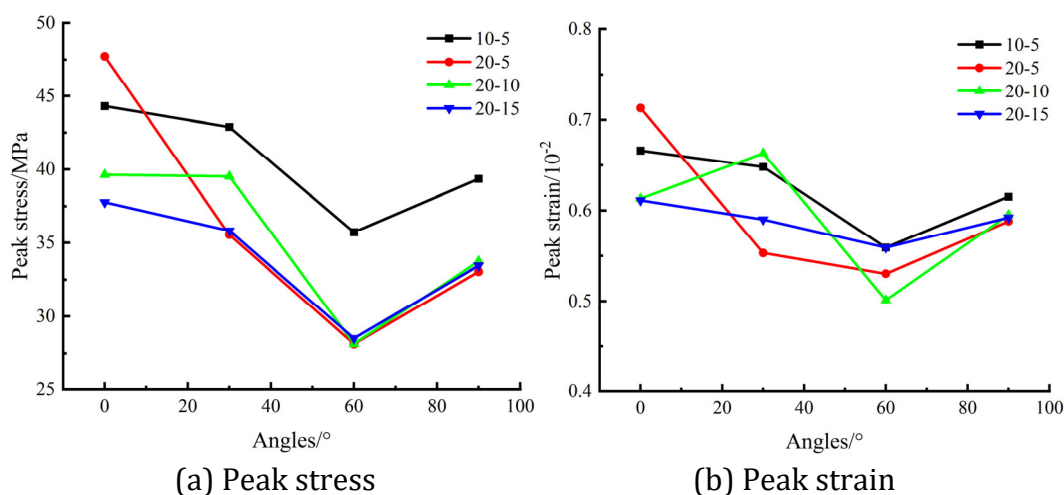 50
45
40
35
30
25
Peak stress/MPa
10-5
20-5
20-10
20-15
0 20 40 60 80 100
Angles/°
(a) Peak stress
0.8
0.7
0.6
0.5
0.4
Peak strain/10⁻²
10-5
20-5
20-10
20-15
0 20 40 60 80 100
Angles/°
(b) Peak strain